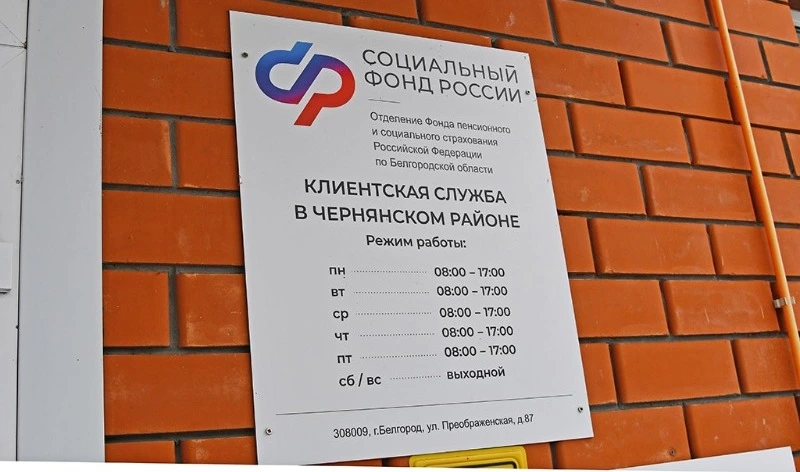 СОЦИАЛЬНЫЙ
ФОНД РОССИИ
Отделение Фонда пенсионного
и социального страхования
Российской Федерации
по Белгородской области
КЛИЕНТСКАЯ СЛУЖБА
В ЧЕРНЯНСКОМ РАЙОНЕ
Режим работы:
пн 08:00 – 17:00
вт 08:00 – 17:00
ср 08:00 – 17:00
чт 08:00 – 17:00
пт 08:00 – 17:00
сб / вс выходной
308009, г.Белгород, ул. Преображенская, д.87